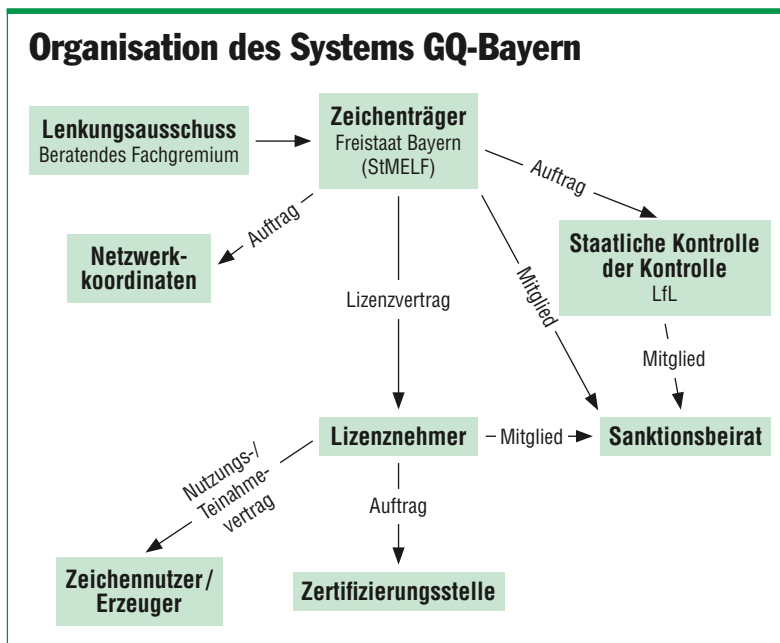 Organisation des Systems GQ-Bayern
Lenkungsausschuss
Beratendes Fachgremium
Zeichenträger
Freistaat Bayern
(StMELF)
Auftrag
Auftrag
Netzwerk-
koordinaten
Staatliche Kontrolle
der Kontrolle
LfL
Lizenzvertrag
Mitglied
Mitglied
Lizenznehmer
Mitglied
Sanktionsbeirat
Nutzungs-/
Teinahme-
vertrag
Auftrag
Zeichennutzer/
Erzeuger
Zertifizierungsstelle